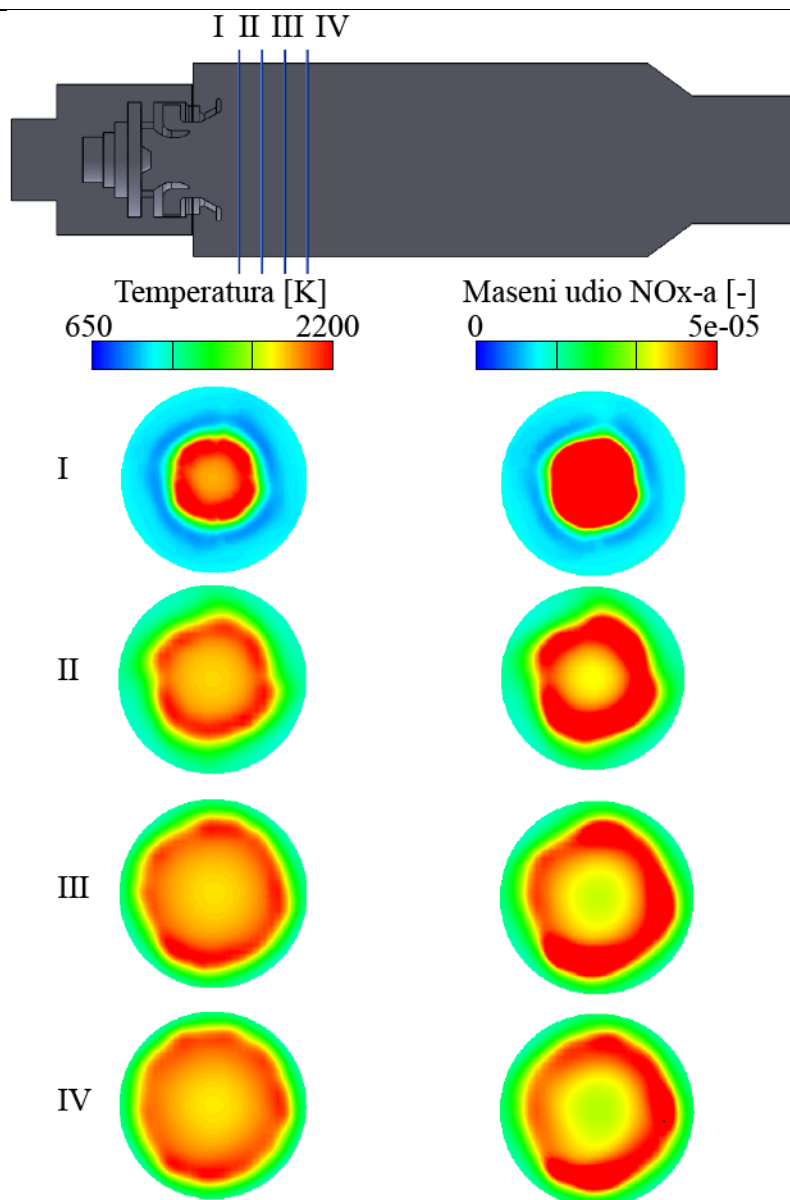 I II III IV
Temperatura [K]
650 2200
Maseni udio NOx-a [-]
0 5e-05
I
II
III
IV